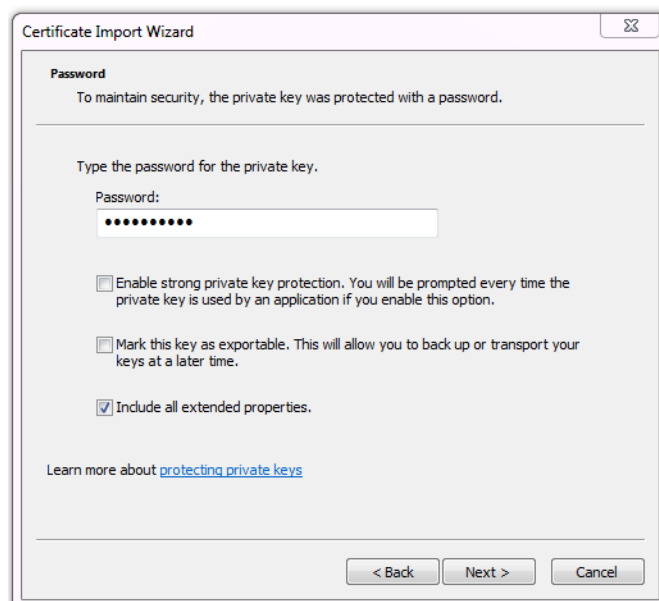 Certificate Import Wizard
Password
To maintain security, the private key was protected with a password.
Type the password for the private key.
Password:
••••••••••
Enable strong private key protection. You will be prompted every time the
private key is used by an application if you enable this option.
Mark this key as exportable. This will allow you to back up or transport your
keys at a later time.
Include all extended properties.
Learn more about protecting private keys
< Back Next > Cancel